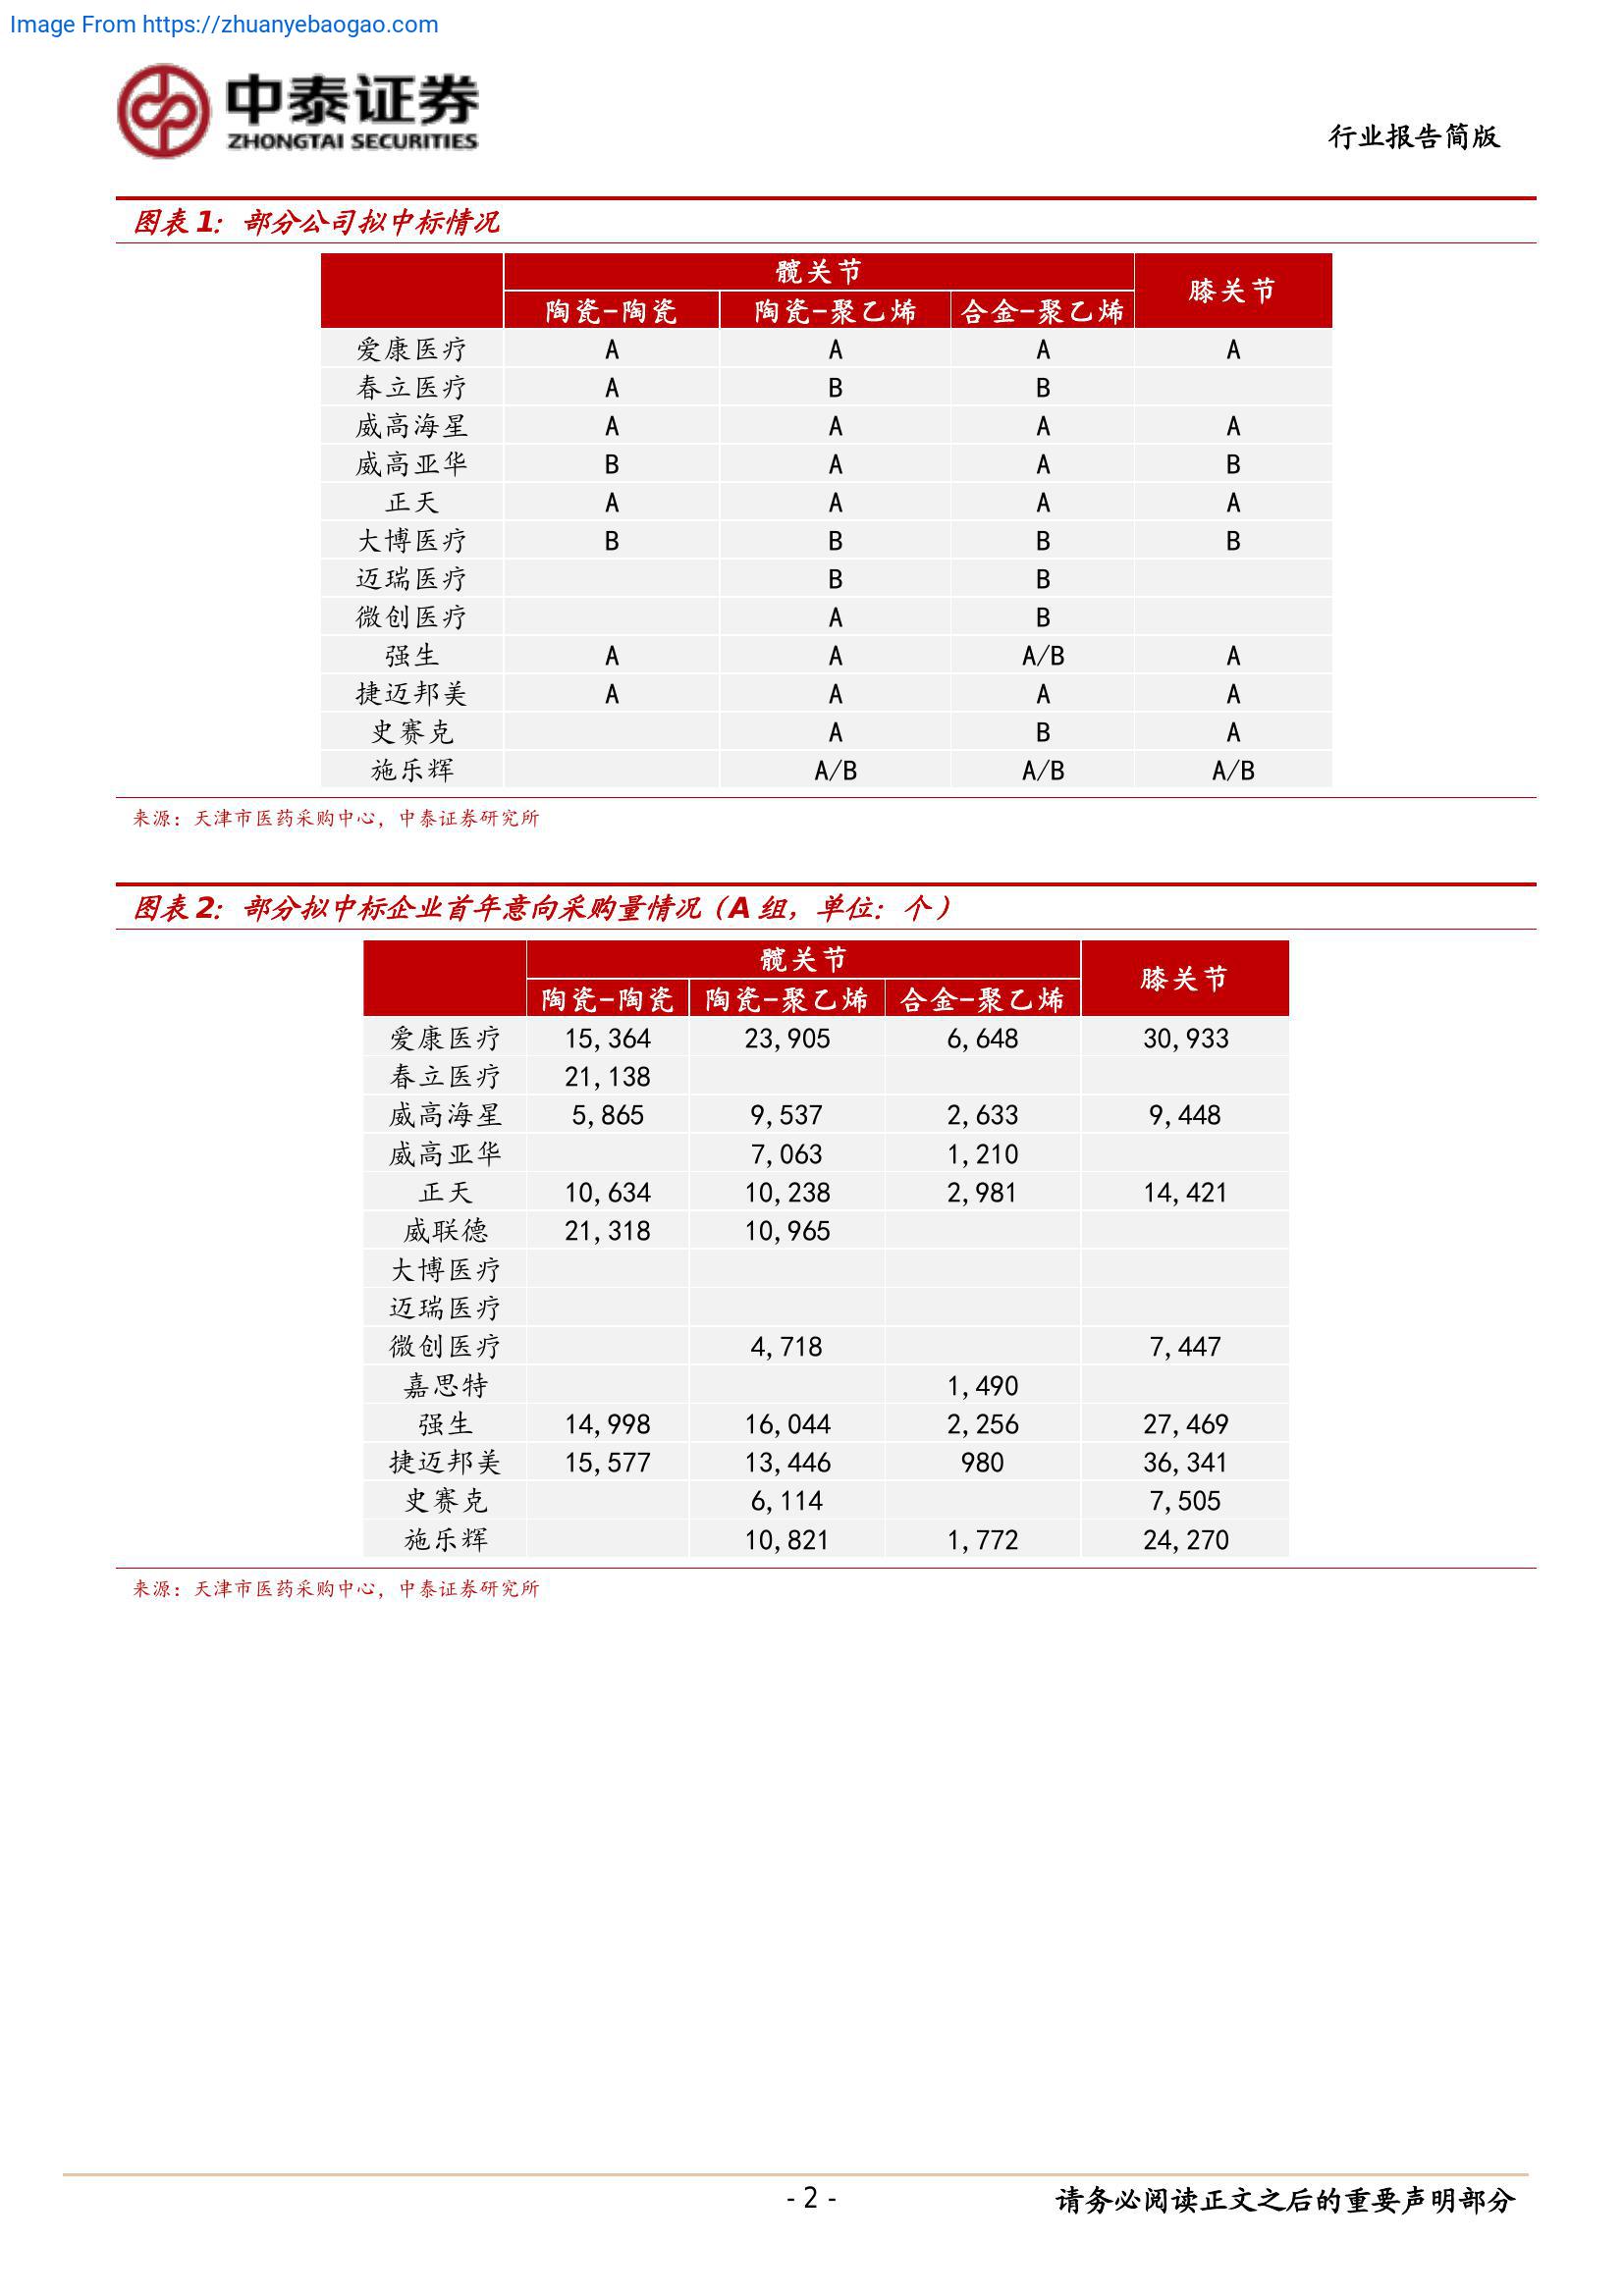 Image From https://zhuanyebaogao.com
中泰证券
ZHONGTAI SECURITIES
行业报告简版
图表 1：部分公司拟中标情况
髋关节 膝关节
陶瓷-陶瓷 陶瓷-聚乙烯 合金-聚乙烯
爱康医疗 A A A A
春立医疗 A B B
威高海星 A A A A
威高亚华 B A A B
正天 A A A A
大博医疗 B B B B
迈瑞医疗 B B
微创医疗 A B
强生 A A A/B A
捷迈邦美 A A A A
史赛克 A B A
施乐辉 A/B A/B A/B
来源：天津市医药采购中心，中泰证券研究所
图表 2：部分拟中标企业首年意向采购量情况（A 组，单位：个）
髋关节 膝关节
陶瓷-陶瓷 陶瓷-聚乙烯 合金-聚乙烯
爱康医疗 15,364 23,905 6,648 30,933
春立医疗 21,138
威高海星 5,865 9,537 2,633 9,448
威高亚华 7,063 1,210
正天 10,634 10,238 2,981 14,421
威联德 21,318 10,965
大博医疗
迈瑞医疗
微创医疗 4,718 7,447
嘉思特 1,490
强生 14,998 16,044 2,256 27,469
捷迈邦美 15,577 13,446 980 36,341
史赛克 6,114 7,505
施乐辉 10,821 1,772 24,270
来源：天津市医药采购中心，中泰证券研究所
- 2 -
请务必阅读正文之后的重要声明部分